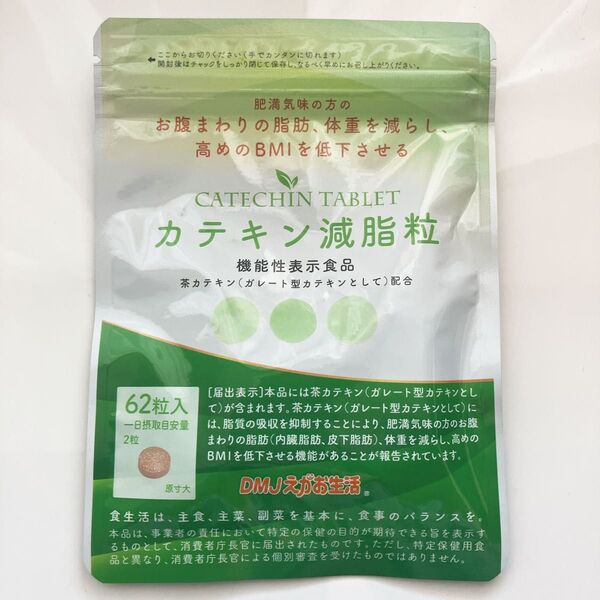 ←ここからお切りください(手でカンタンに切れます)
開封後はチャックをしっかり閉じて保存し、なるべく早めにお召し上がりください。
肥満気味の方の
お腹まわりの脂肪、体重を減らし、
高めのBMIを低下させる
CATECHIN TABLET
カテキン減脂粒
機能性表示食品
茶カテキン(ガレート型カテキンとして)配合
62粒入
一日摂取目安量
2粒
原寸大
[届出表示]本品には茶カテキン(ガレート型カテキンとし
て)が含まれます。茶カテキン(ガレート型カテキンとして)に
は、脂質の吸収を抑制することにより、肥満気味の方のお腹
まわりの脂肪(内臓脂肪、皮下脂肪)、体重を減らし、高めの
BMIを低下させる機能があることが報告されています。
DMJえがお生活®
食生活は、主食、主菜、副菜を基本に、食事のバランスを。
本品は、事業者の責任において特定の保健の目的が期待できる旨を表示す
るものとして、消費者庁長官に届出されたものです。ただし、特定保健用食
品と異なり、消費者庁長官による個別審査を受けたものではありません。